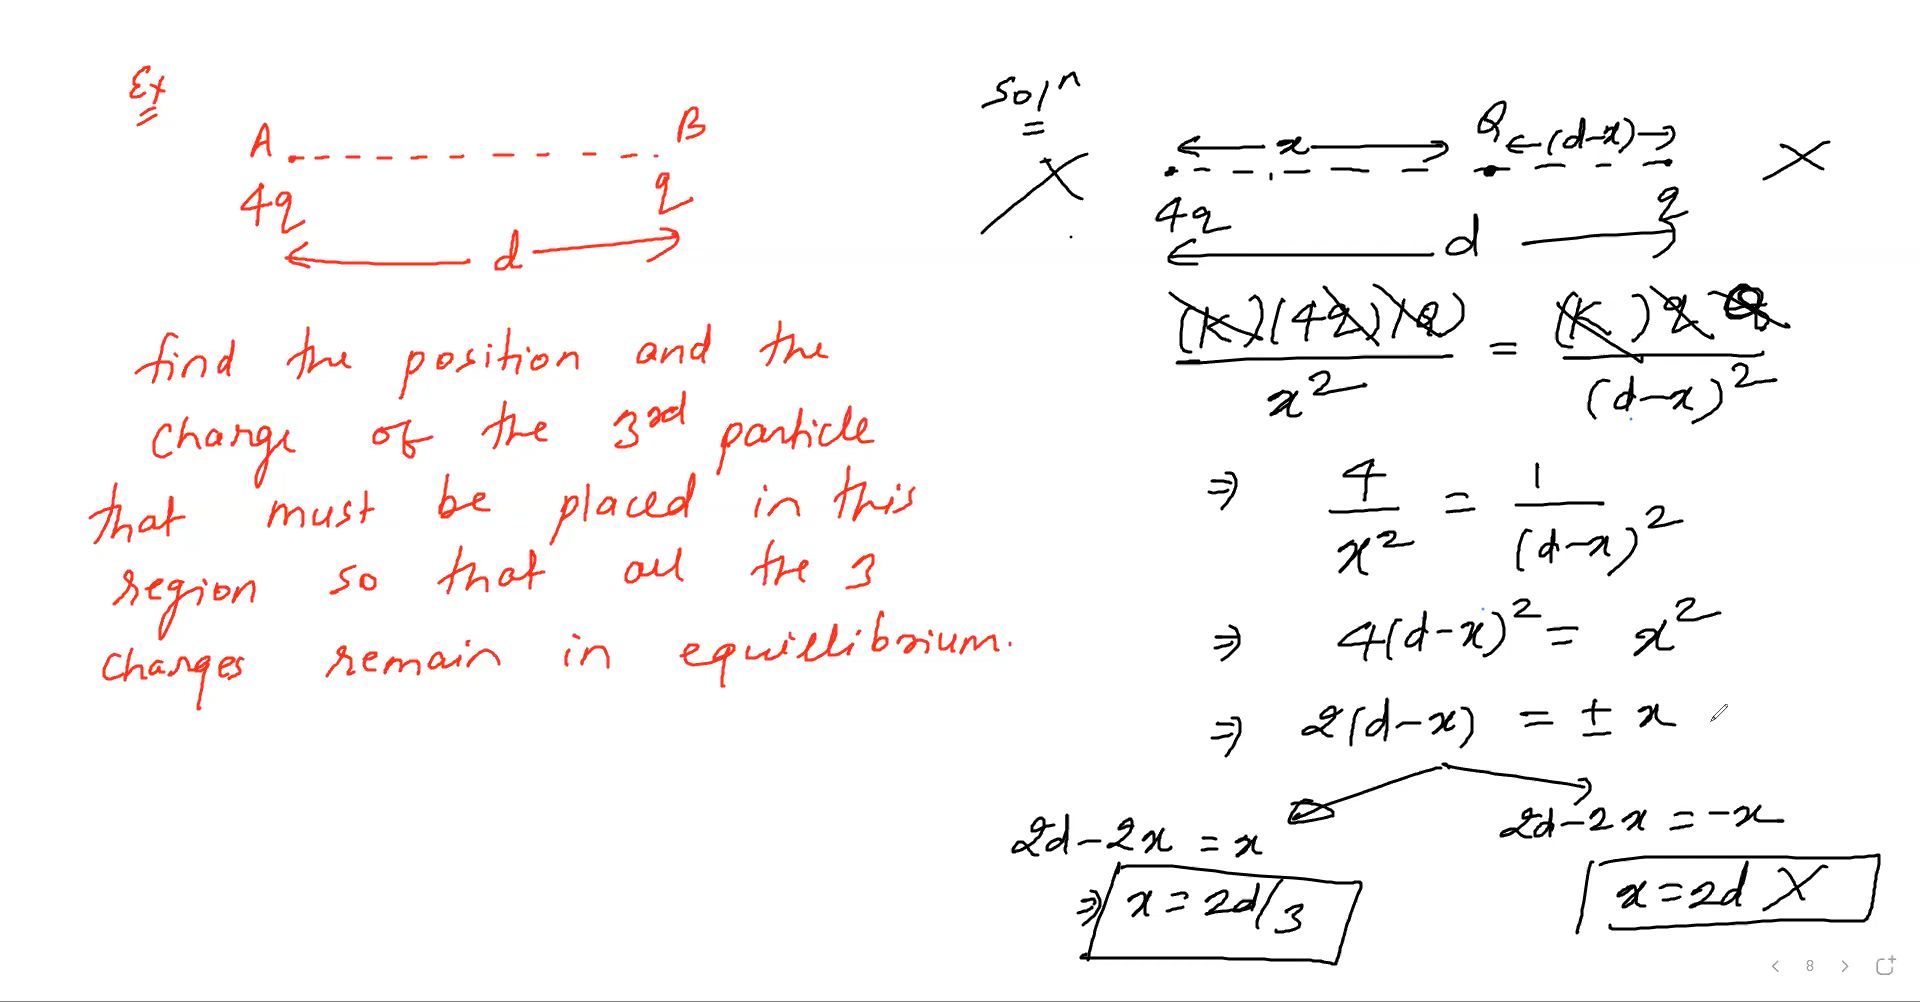 Ex
A B
4q q
d
find the position and the
charge of the 3rd particle
that must be placed in this
region so that all the 3
charges remain in equillibrium.
Solⁿ
=
x Q (d-x)
4q q
d
(K)(4q)(Q) / x² = (K)q Q / (d-x)²
⇒ 4/x² = 1/(d-x)²
⇒ 4(d-x)² = x²
⇒ 2(d-x) = ± x
2d-2x = x 2d-2x = -x
⇒ x = 2d/3 x = 2d X
8